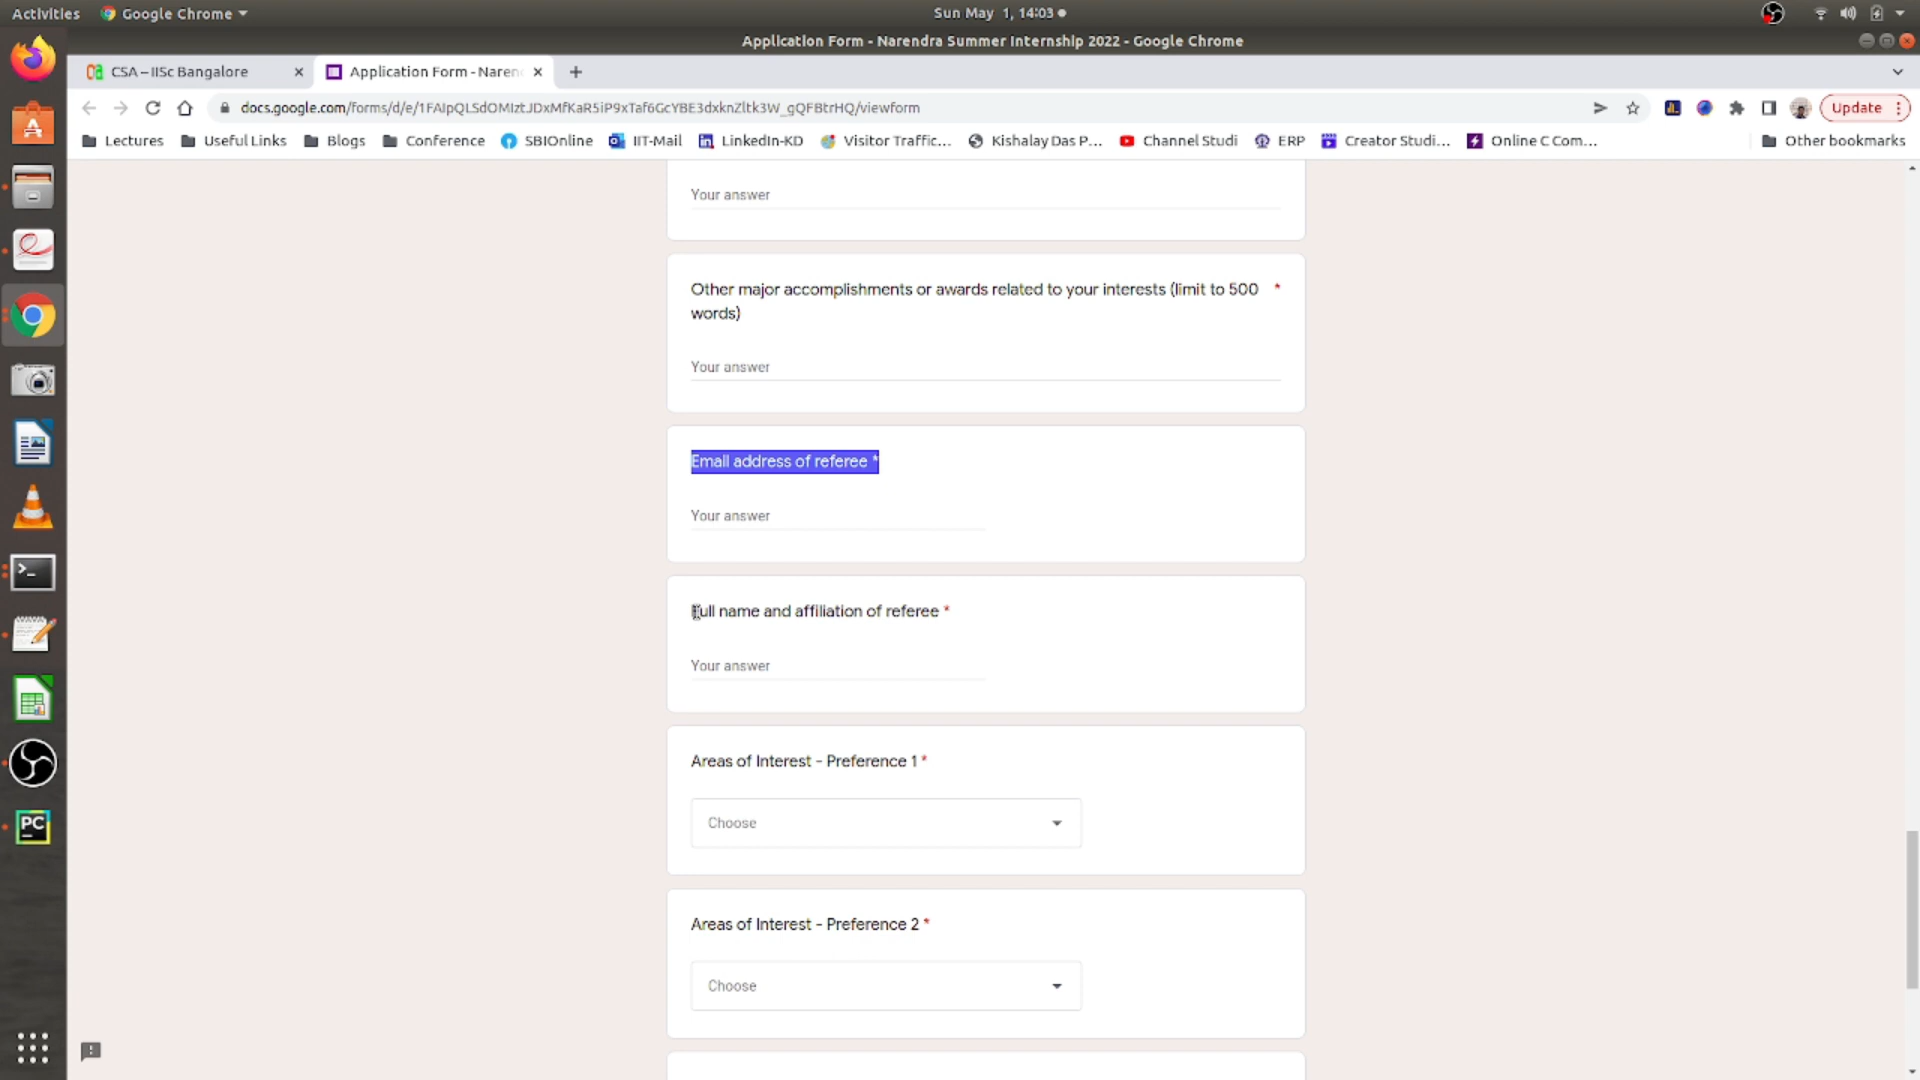 Activities Google Chrome Sun May 1, 14:03
Application Form - Narendra Summer Internship 2022 - Google Chrome
CSA – IISc Bangalore Application Form - Naren
docs.google.com/forms/d/e/1FAIpQLSdOMIztJDxMfKaR5iP9xTaf6GcYBE3dxknZltk3W_gQFBtrHQ/viewform Update
Lectures Useful Links Blogs Conference SBIOnline IIT-Mail LinkedIn-KD Visitor Traffic... Kishalay Das P... Channel Studi ERP Creator Studi... Online C Com... Other bookmarks
Your answer
Other major accomplishments or awards related to your interests (limit to 500 *
words)
Your answer
Email address of referee *
Your answer
Full name and affiliation of referee *
Your answer
Areas of Interest - Preference 1 *
Choose
Areas of Interest - Preference 2 *
Choose
PC